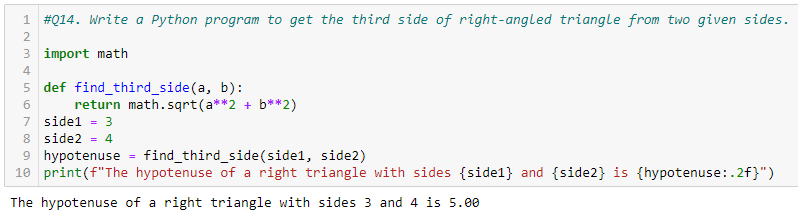 1 #Q14. Write a Python program to get the third side of right-angled triangle from two given sides.
2
3 import math
4
5 def find_third_side(a, b):
6     return math.sqrt(a**2 + b**2)
7 side1 = 3
8 side2 = 4
9 hypotenuse = find_third_side(side1, side2)
10 print(f"The hypotenuse of a right triangle with sides {side1} and {side2} is {hypotenuse:.2f}")
The hypotenuse of a right triangle with sides 3 and 4 is 5.00